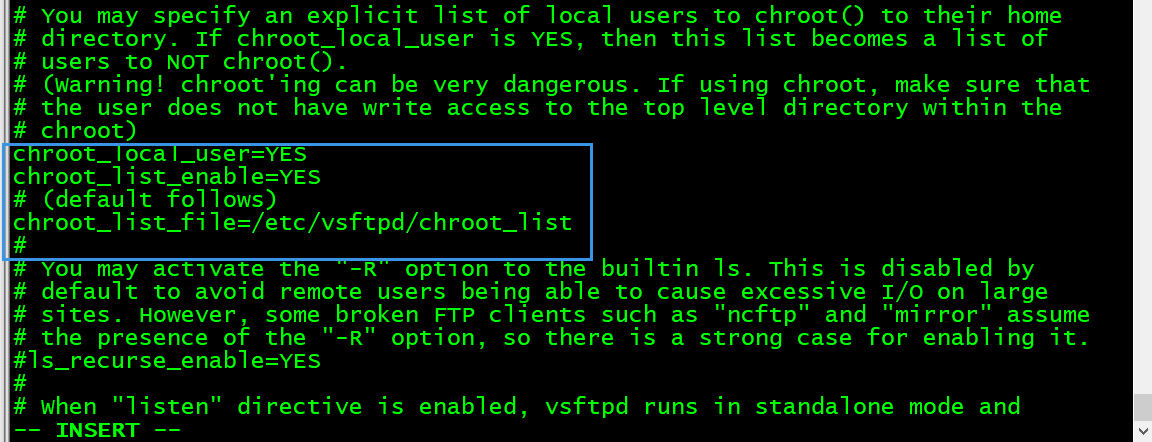 # You may specify an explicit list of local users to chroot() to their home
# directory. If chroot_local_user is YES, then this list becomes a list of
# users to NOT chroot().
# (Warning! chroot'ing can be very dangerous. If using chroot, make sure that
# the user does not have write access to the top level directory within the
# chroot)
chroot_local_user=YES
chroot_list_enable=YES
# (default follows)
chroot_list_file=/etc/vsftpd/chroot_list
#
# You may activate the "-R" option to the builtin ls. This is disabled by
# default to avoid remote users being able to cause excessive I/O on large
# sites. However, some broken FTP clients such as "ncftp" and "mirror" assume
# the presence of the "-R" option, so there is a strong case for enabling it.
#ls_recurse_enable=YES
#
# When "listen" directive is enabled, vsftpd runs in standalone mode and
-- INSERT --